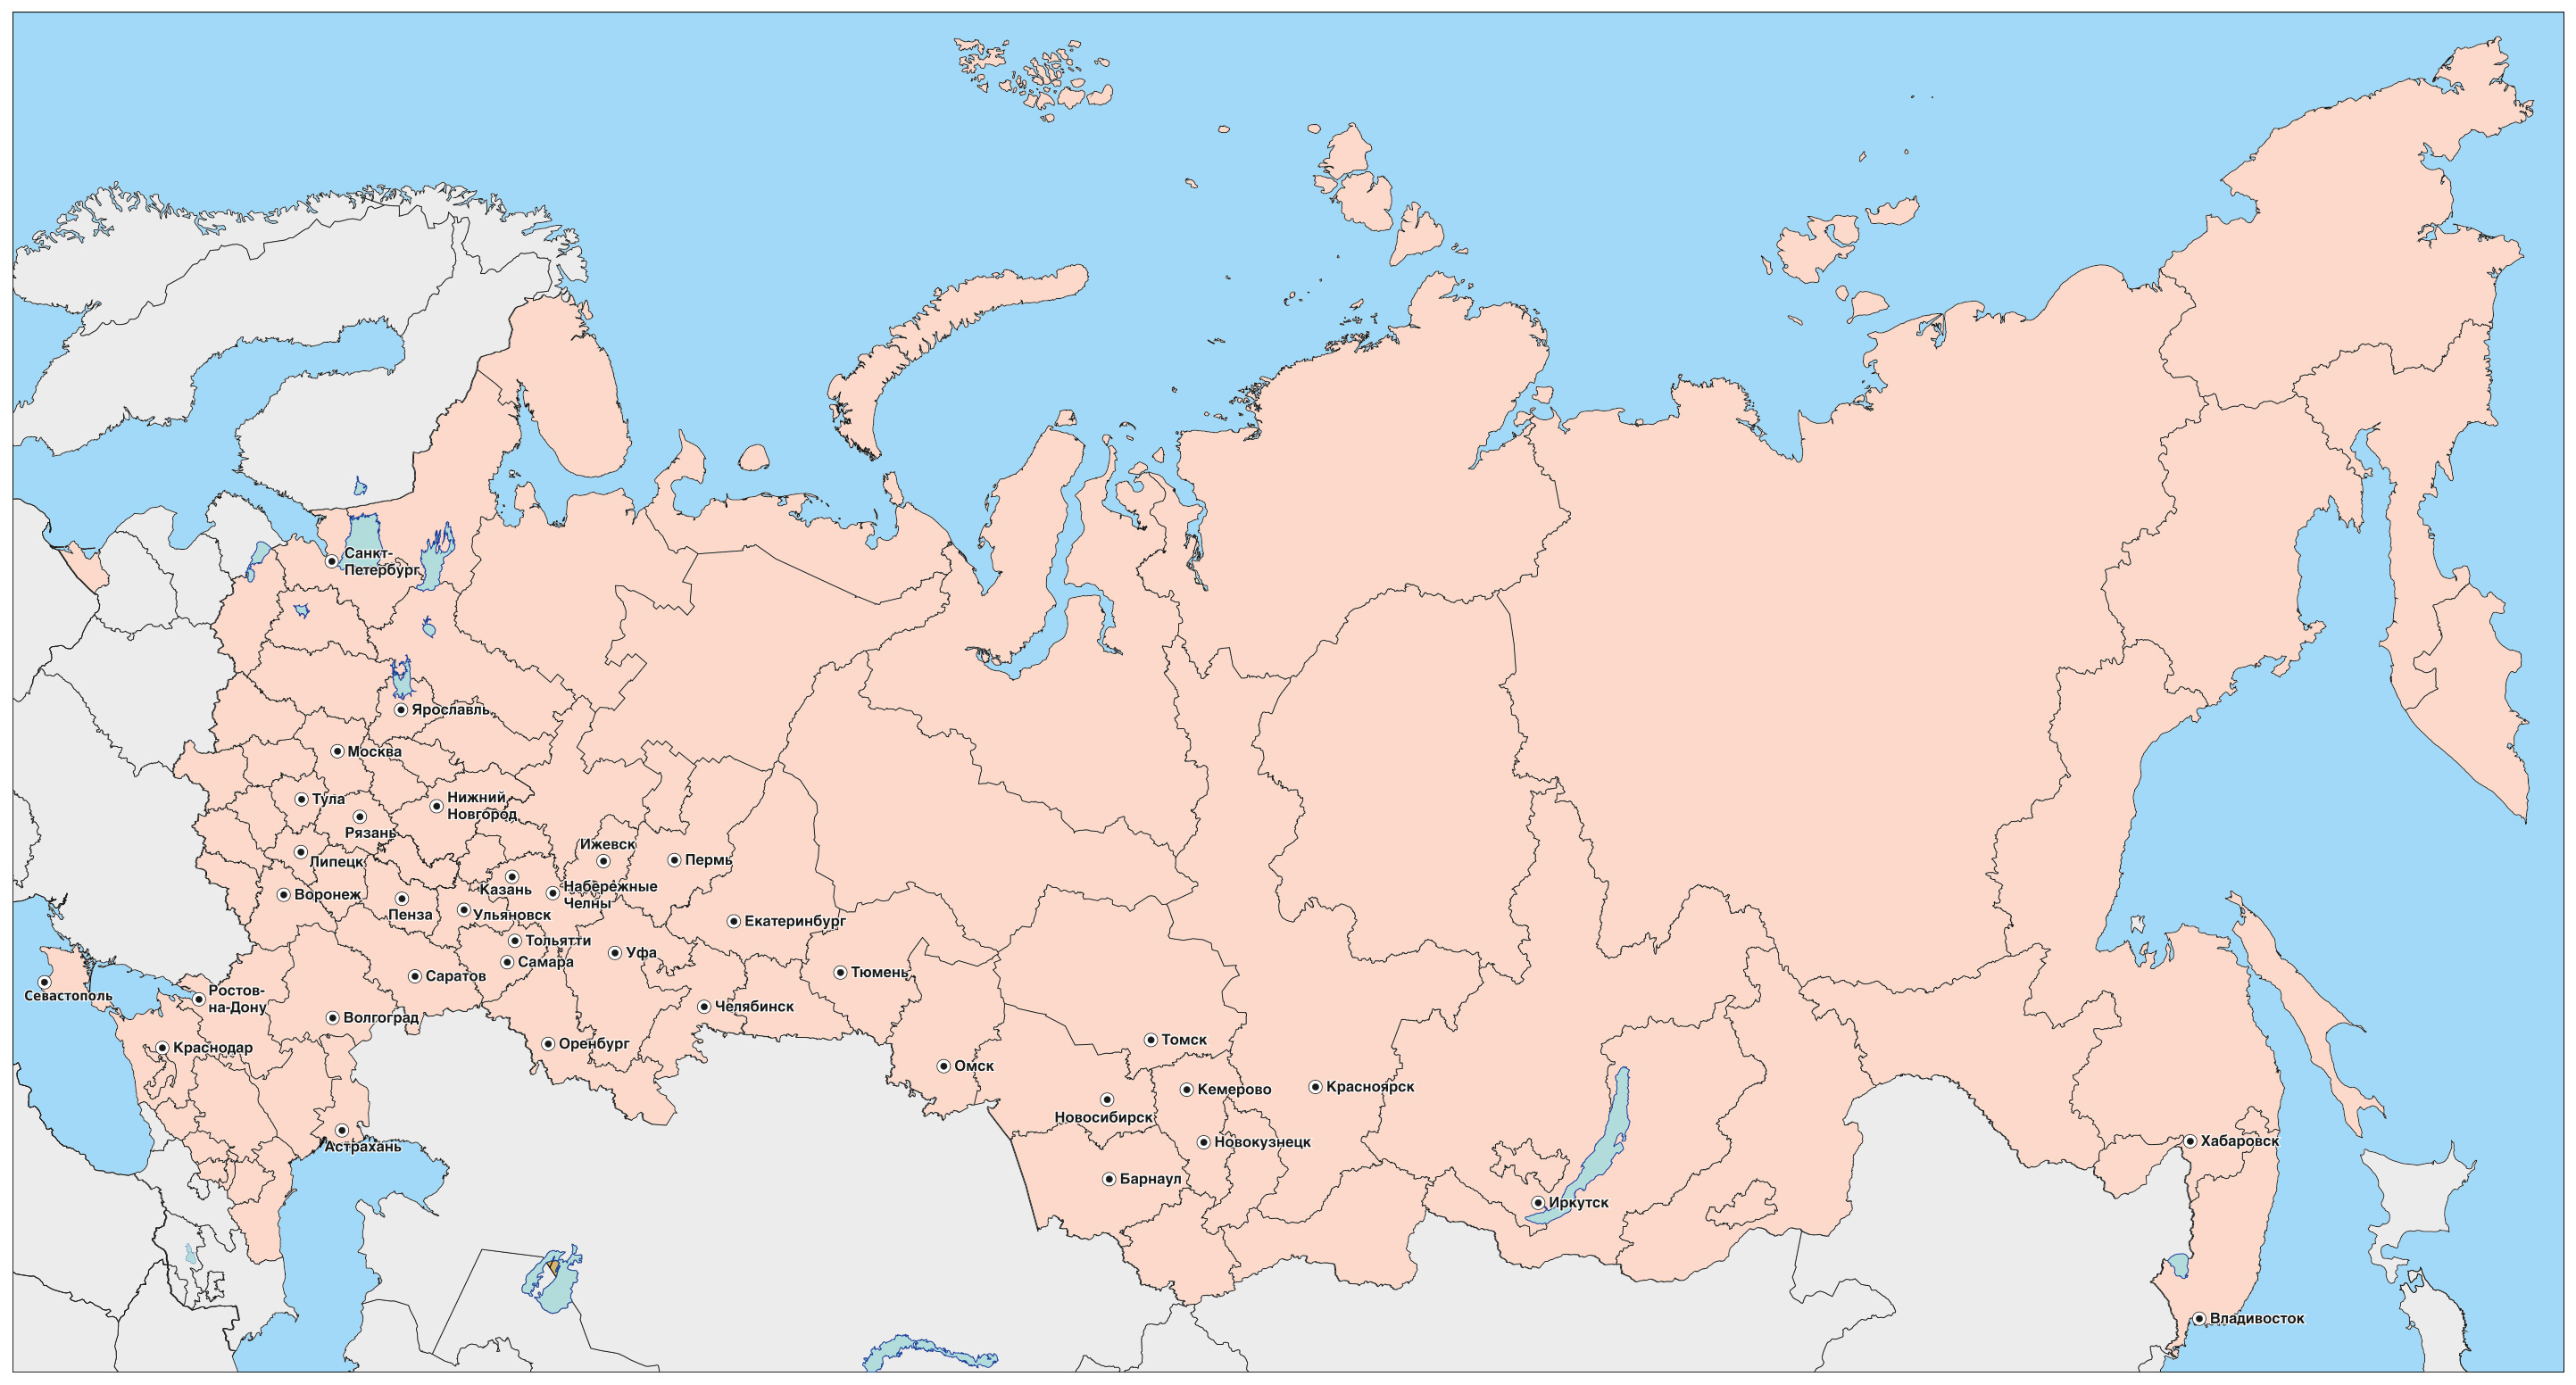 Санкт-
Петербург
Ярославль
Москва
Тула
Нижний
Новгород
Рязань
Ижевск
Липецк
Пермь
Казань
Набережные
Челны
Воронеж
Пенза
Ульяновск
Екатеринбург
Тольятти
Уфа
Самара
Тюмень
Саратов
Севастополь
Ростов-
на-Дону
Челябинск
Волгоград
Томск
Оренбург
Краснодар
Омск
Кемерово
Красноярск
Новосибирск
Астрахань
Новокузнецк
Хабаровск
Барнаул
Иркутск
Владивосток